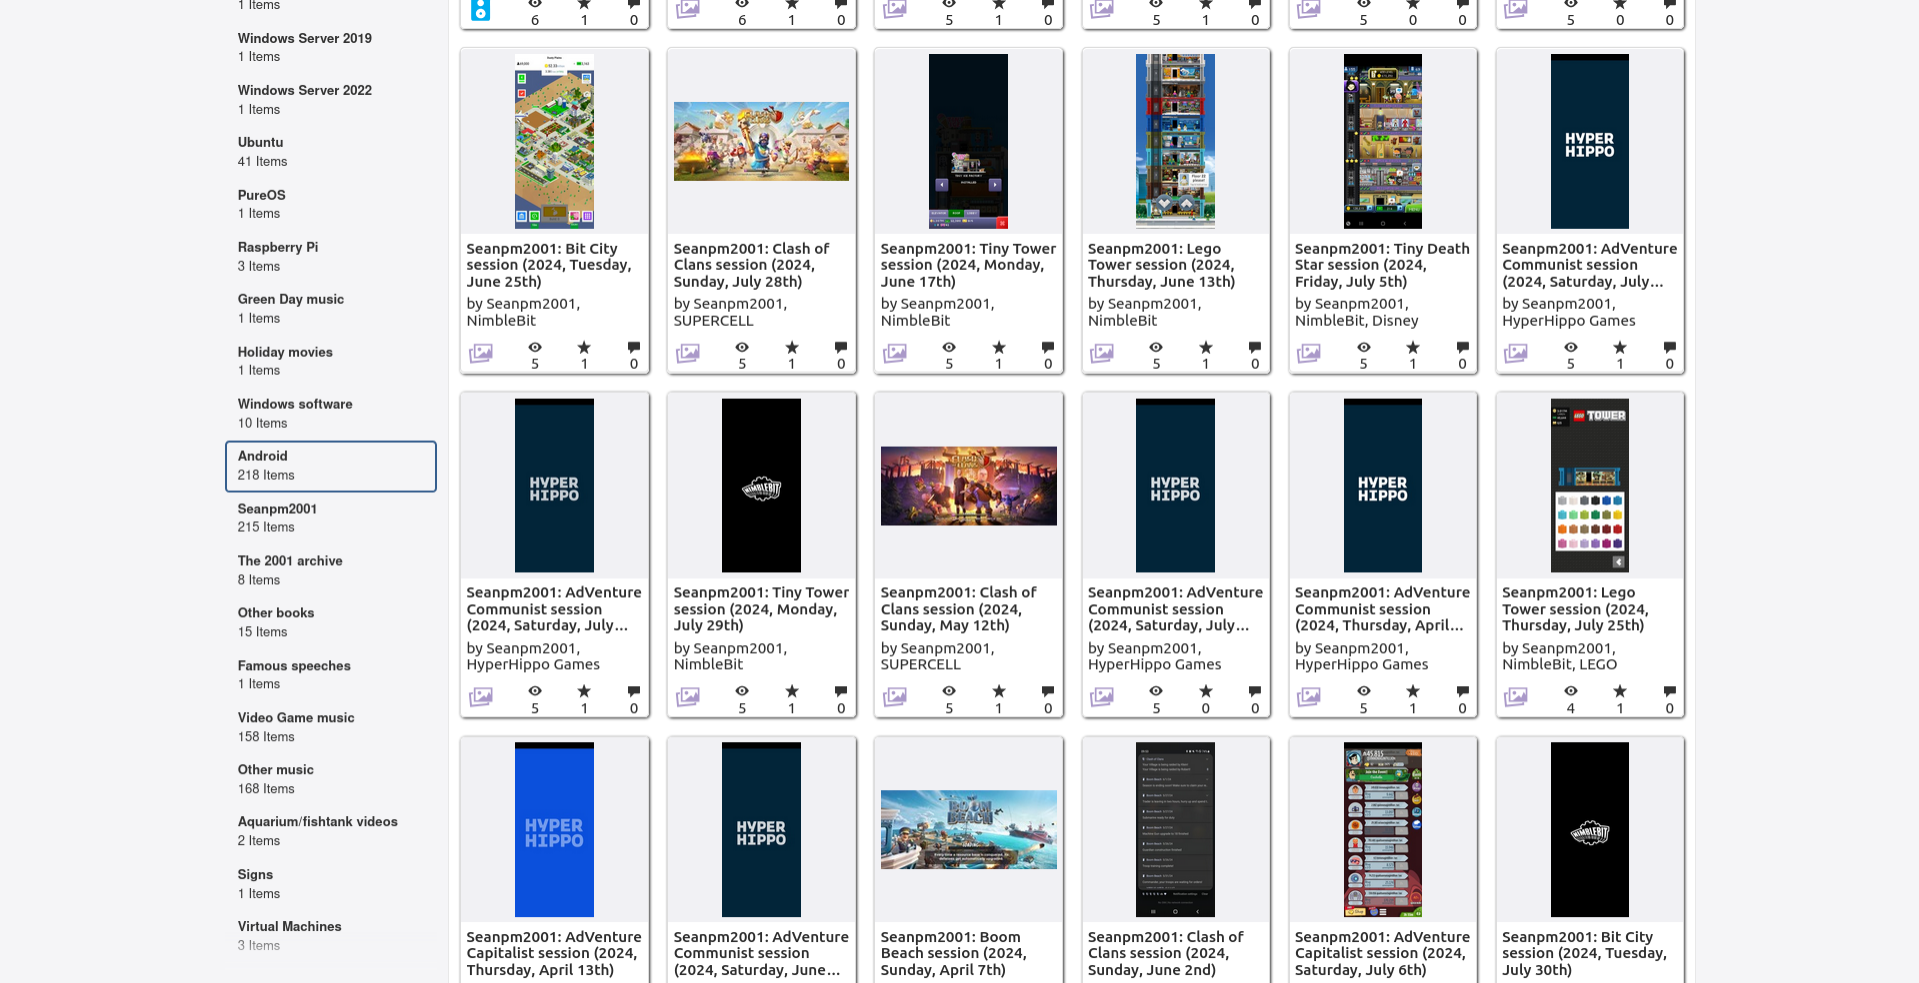 1 Items
Windows Server 2019
1 Items
Windows Server 2022
1 Items
Ubuntu
41 Items
PureOS
1 Items
Raspberry Pi
3 Items
Green Day music
1 Items
Holiday movies
1 Items
Windows software
10 Items
Android
218 Items
Seanpm2001
215 Items
The 2001 archive
8 Items
Other books
15 Items
Famous speeches
1 Items
Video Game music
158 Items
Other music
168 Items
Aquarium/fishtank videos
2 Items
Signs
1 Items
Virtual Machines
3 Items
6 1 0
6 1 0
5 1 0
5 1 0
5 0 0
5 0 0
Seanpm2001: Bit City
session (2024, Tuesday,
June 25th)
by Seanpm2001,
NimbleBit
5 1 0
Seanpm2001: Clash of
Clans session (2024,
Sunday, July 28th)
by Seanpm2001,
SUPERCELL
5 1 0
Seanpm2001: Tiny Tower
session (2024, Monday,
June 17th)
by Seanpm2001,
NimbleBit
5 1 0
Seanpm2001: Lego
Tower session (2024,
Thursday, June 13th)
by Seanpm2001,
NimbleBit
5 1 0
Seanpm2001: Tiny Death
Star session (2024,
Friday, July 5th)
by Seanpm2001,
NimbleBit, Disney
5 1 0
HYPER
HIPPO
Seanpm2001: AdVenture
Communist session
(2024, Saturday, July...
by Seanpm2001,
HyperHippo Games
5 1 0
HYPER
HIPPO
Seanpm2001: AdVenture
Communist session
(2024, Saturday, July...
by Seanpm2001,
HyperHippo Games
5 1 0
NIMBLEBIT
Seanpm2001: Tiny Tower
session (2024, Monday,
July 29th)
by Seanpm2001,
NimbleBit
5 1 0
Seanpm2001: Clash of
Clans session (2024,
Sunday, May 12th)
by Seanpm2001,
SUPERCELL
5 1 0
HYPER
HIPPO
Seanpm2001: AdVenture
Communist session
(2024, Saturday, July...
by Seanpm2001,
HyperHippo Games
5 0 0
HYPER
HIPPO
Seanpm2001: AdVenture
Communist session
(2024, Thursday, April...
by Seanpm2001,
HyperHippo Games
5 1 0
LEGO TOWER
Seanpm2001: Lego
Tower session (2024,
Thursday, July 25th)
by Seanpm2001,
NimbleBit, LEGO
4 1 0
HYPER
HIPPO
Seanpm2001: AdVenture
Capitalist session (2024,
Thursday, April 13th)
HYPER
HIPPO
Seanpm2001: AdVenture
Communist session
(2024, Saturday, June...
BOOM
BEACH
Seanpm2001: Boom
Beach session (2024,
Sunday, April 7th)
Seanpm2001: Clash of
Clans session (2024,
Sunday, June 2nd)
Seanpm2001: AdVenture
Capitalist session (2024,
Saturday, July 6th)
NIMBLEBIT
Seanpm2001: Bit City
session (2024, Tuesday,
July 30th)